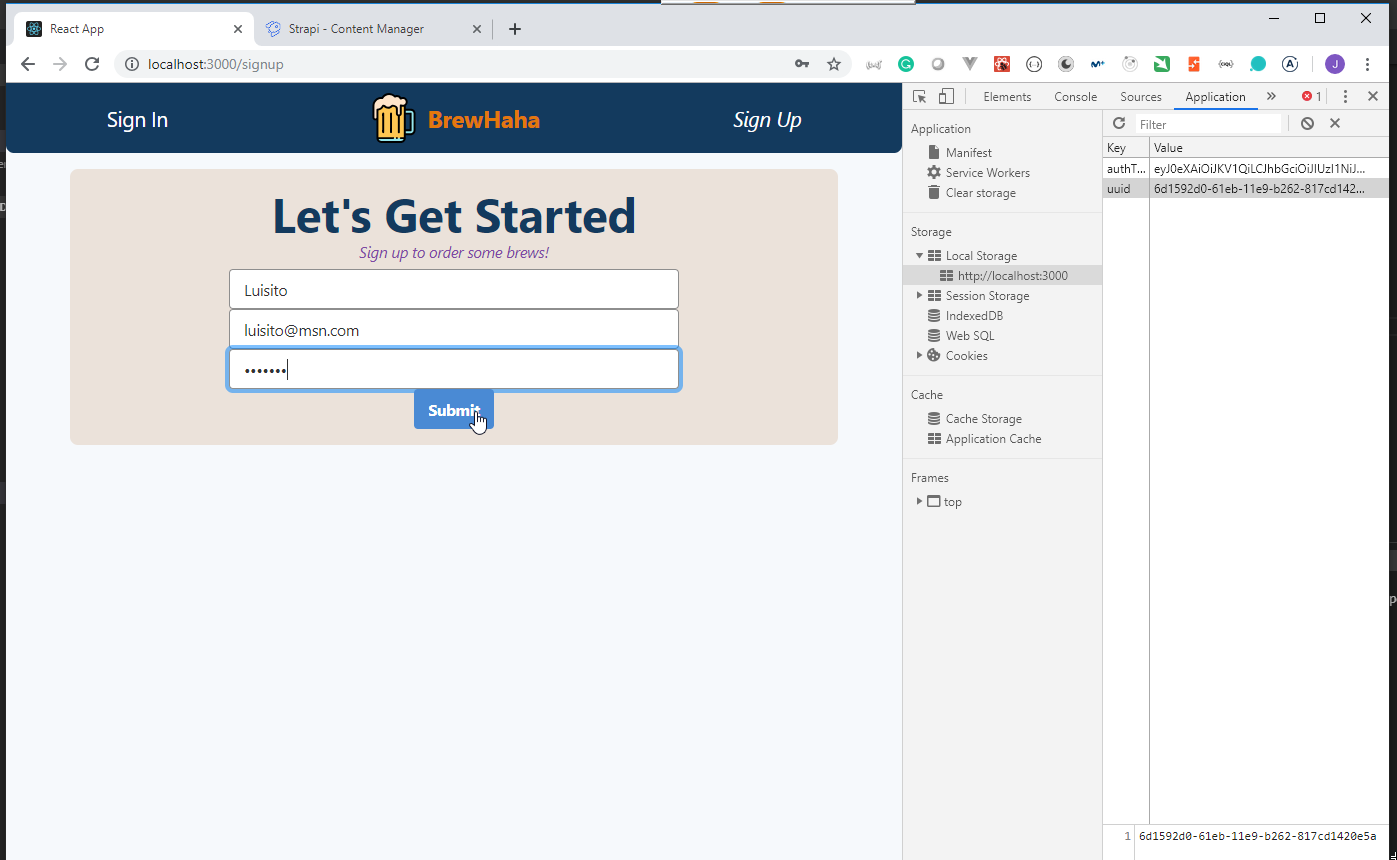 React App
Strapi - Content Manager
localhost:3000/signup
J
Sign In
BrewHaha
Sign Up
Let's Get Started
Sign up to order some brews!
Luisito
luisito@msn.com
•••••••
Submit
Elements Console Sources Application » 1
Application
Manifest
Service Workers
Clear storage
Storage
Local Storage
http://localhost:3000
Session Storage
IndexedDB
Web SQL
Cookies
Cache
Cache Storage
Application Cache
Frames
top
Filter
Key Value
authT... eyJ0eXAiOiJKV1QiLCJhbGciOiJIUzI1NiJ...
uuid 6d1592d0-61eb-11e9-b262-817cd142...
1 6d1592d0-61eb-11e9-b262-817cd1420e5a